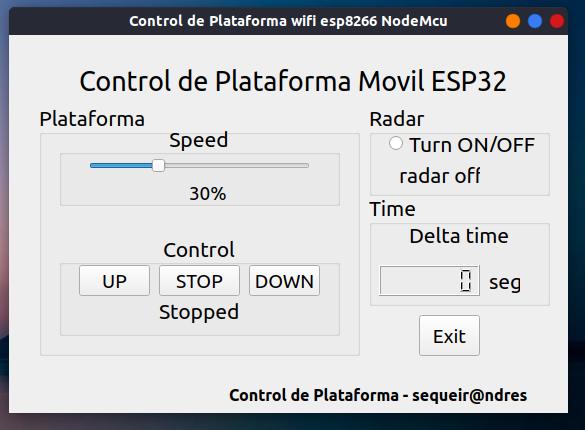 Control de Plataforma wifi esp8266 NodeMcu
Control de Plataforma Movil ESP32
Plataforma
Speed
30%
Control
UP STOP DOWN
Stopped
Radar
Turn ON/OFF
radar off
Time
Delta time
0 seg
Exit
Control de Plataforma - sequeir@ndres